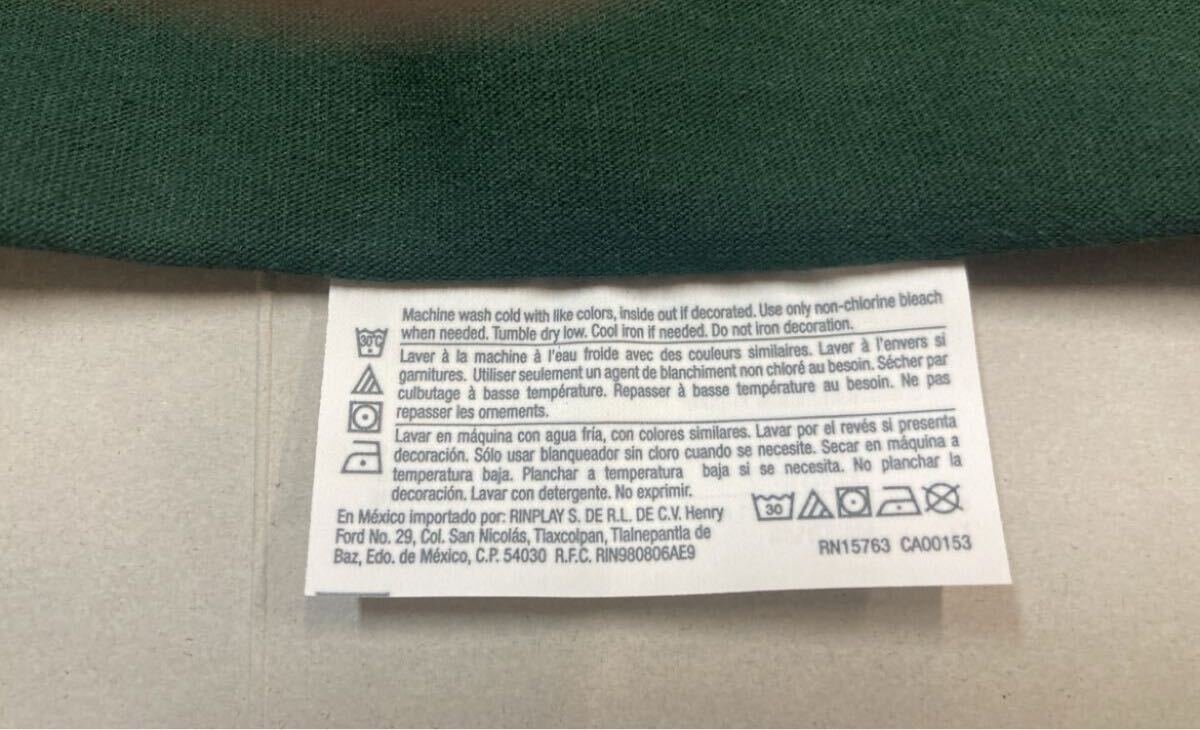 Machine wash cold with like colors, inside out if decorated. Use only non-chlorine bleach
when needed. Tumble dry low. Cool iron if needed. Do not iron decoration.
30°C
Laver à la machine à l'eau froide avec des couleurs similaires. Laver à l'envers si
garnitures. Utiliser seulement un agent de blanchiment non chloré au besoin. Sécher par
culbutage à basse température. Repasser à basse température au besoin. Ne pas
repasser les ornements.
Lavar en máquina con agua fría, con colores similares. Lavar por el revés si presenta
decoración. Sólo usar blanqueador sin cloro cuando se necesite. Secar en máquina a
temperatura baja. Planchar a temperatura baja si se necesita. No planchar la
decoración. Lavar con detergente. No exprimir.
30
En México importado por: RINPLAY S. DE R.L. DE C.V. Henry
Ford No. 29, Col. San Nicolás, Tlaxcolpan, Tlalnepantla de
Baz, Edo. de México, C.P. 54030 R.F.C. RIN980806AE9
RN15763 CA00153